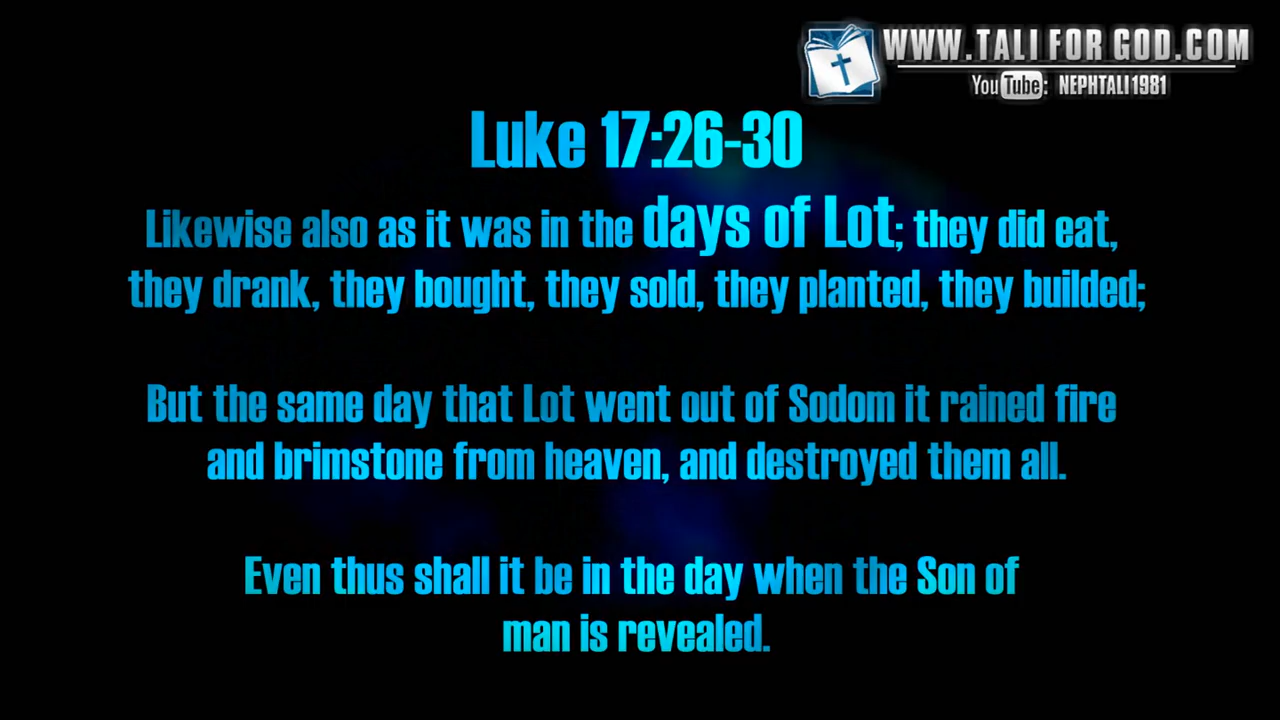 WWW.TALI FOR GOD.COM
YouTube: NEPHTALI1981
Luke 17:26-30
Likewise also as it was in the days of Lot; they did eat,
they drank, they bought, they sold, they planted, they builded;
But the same day that Lot went out of Sodom it rained fire
and brimstone from heaven, and destroyed them all.
Even thus shall it be in the day when the Son of
man is revealed.